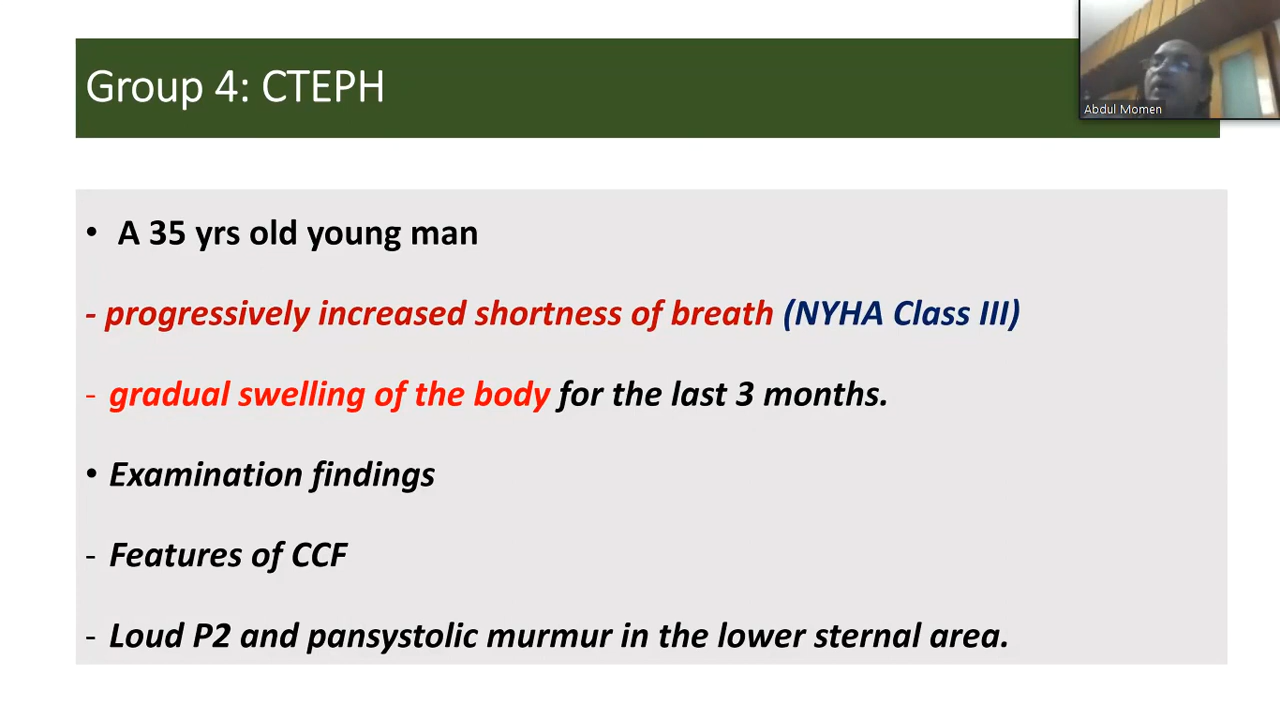 Group 4: CTEPH
Abdul Momen
• A 35 yrs old young man
- progressively increased shortness of breath (NYHA Class III)
- gradual swelling of the body for the last 3 months.
• Examination findings
- Features of CCF
- Loud P2 and pansystolic murmur in the lower sternal area.